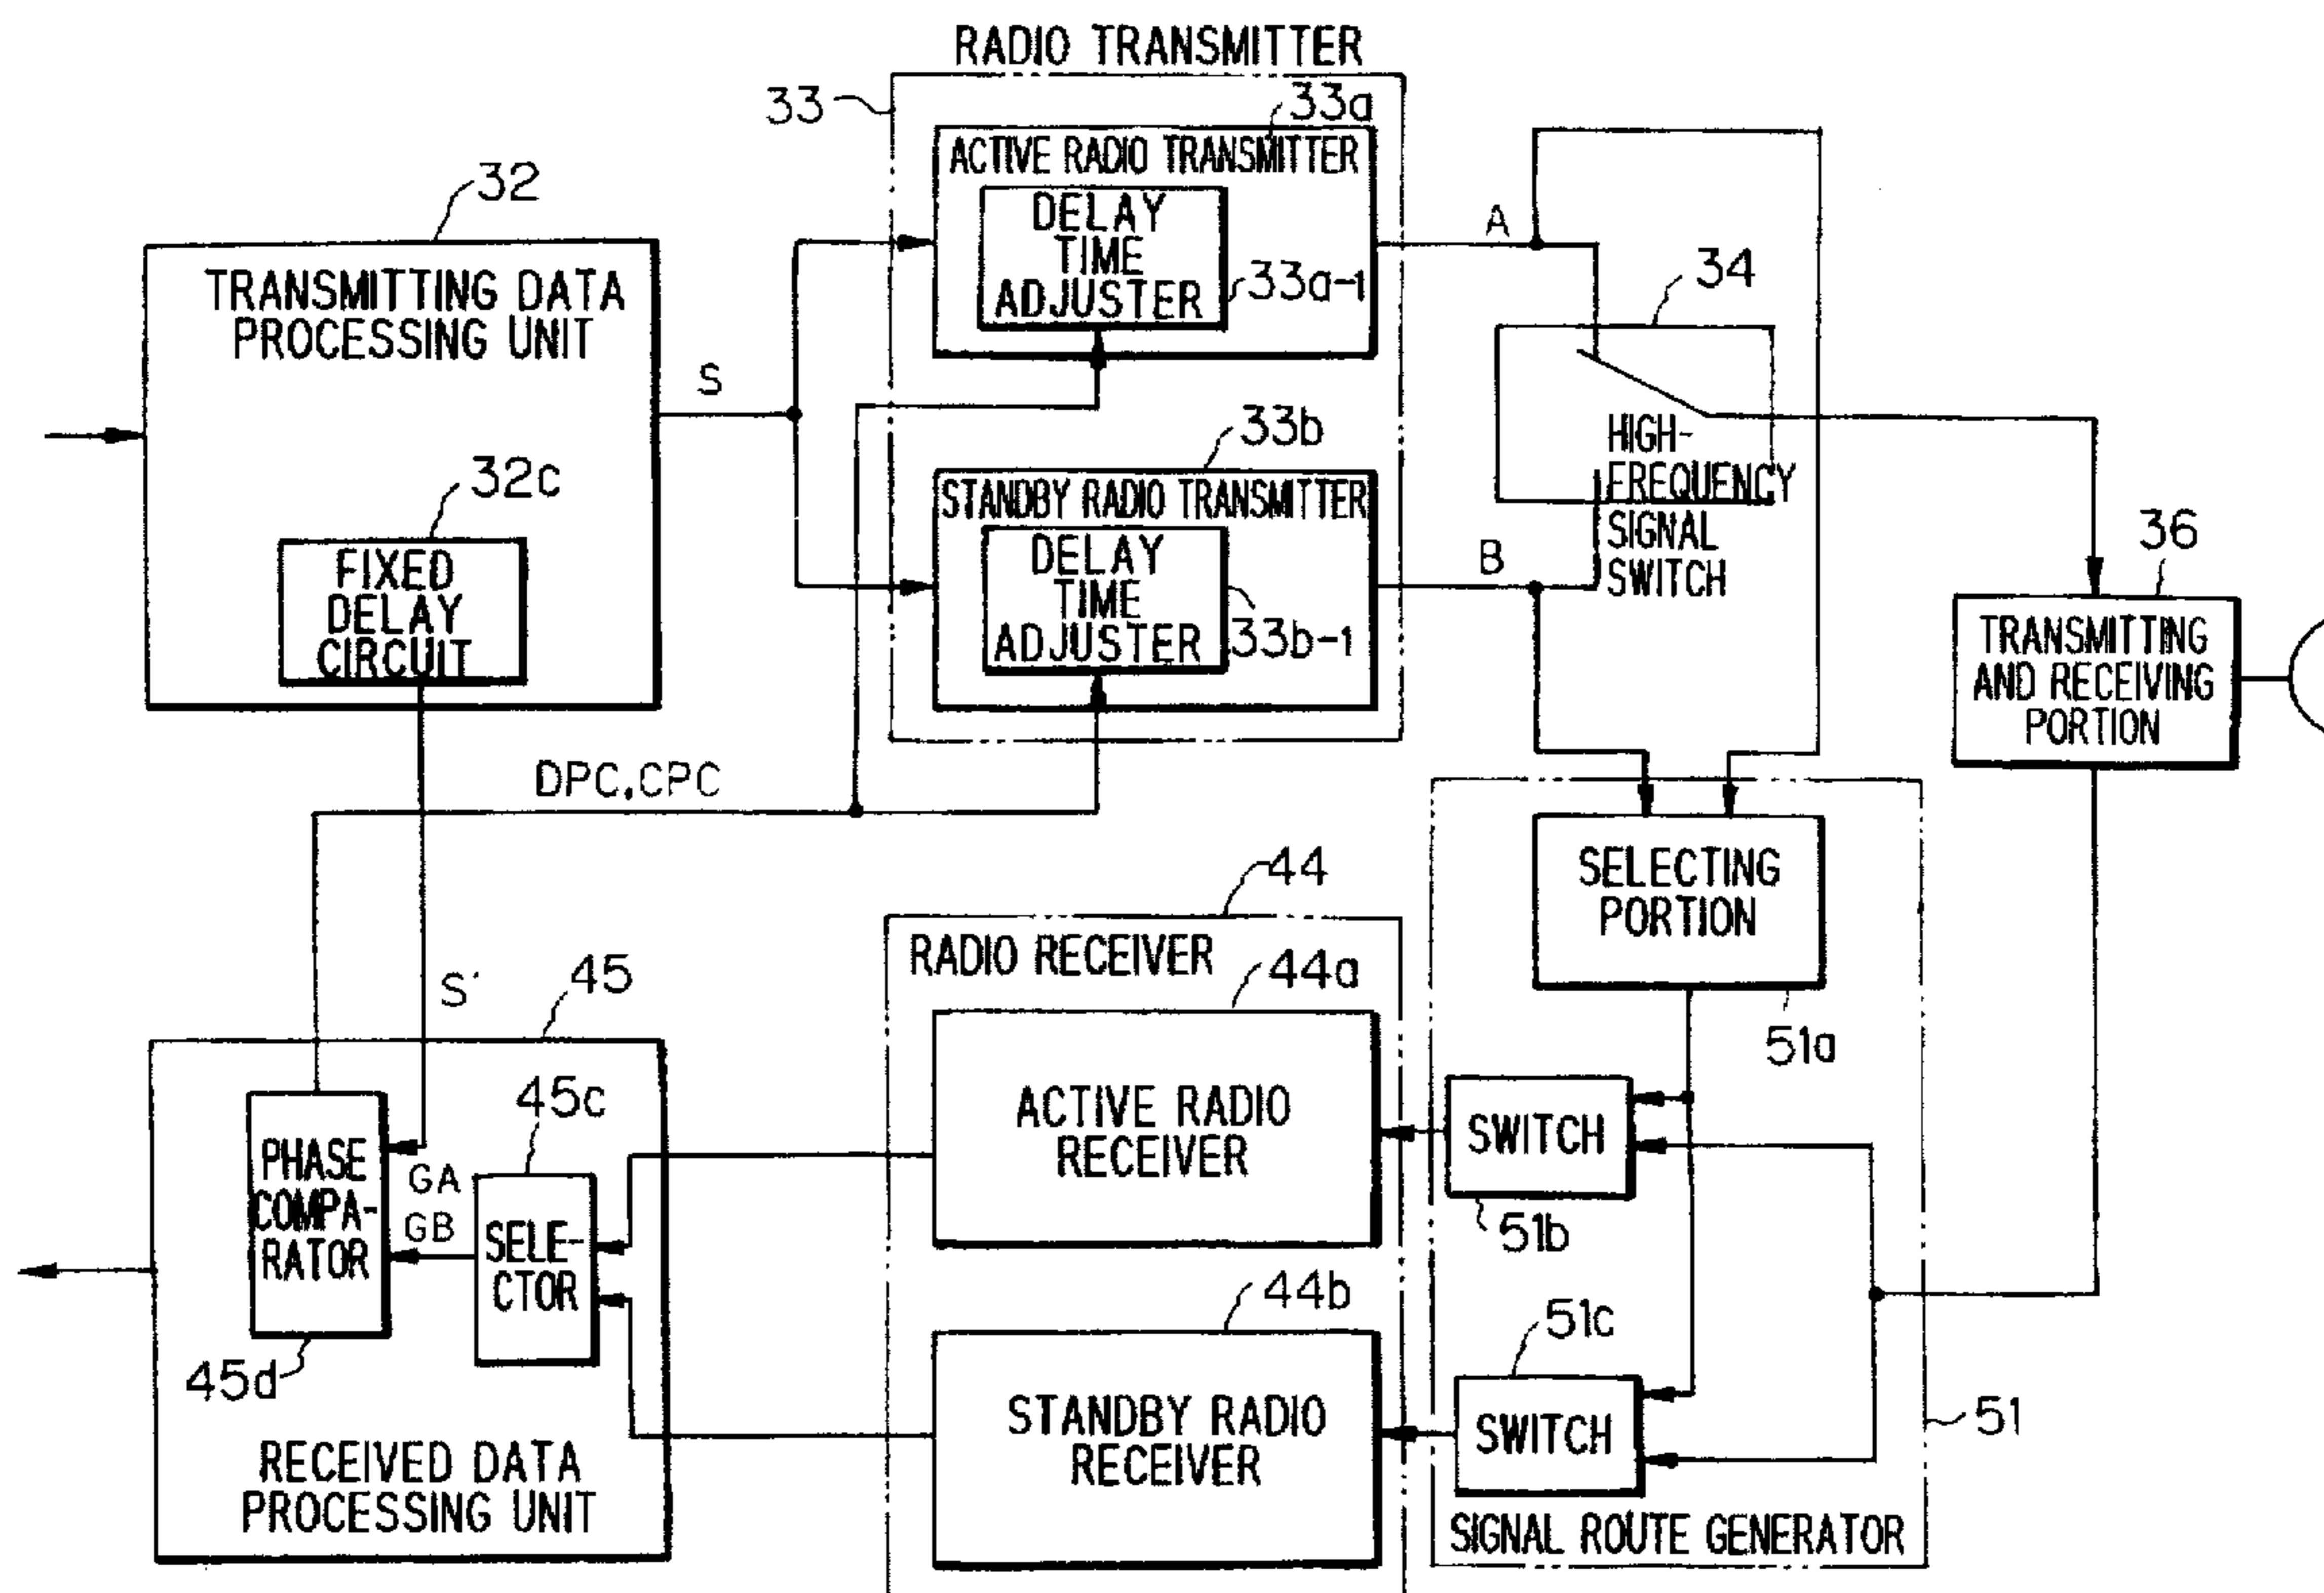 RADIO TRANSMITTER
33
33a
ACTIVE RADIO TRANSMITTER
DELAY
TIME
ADJUSTER
33a-1
32
TRANSMITTING DATA
PROCESSING UNIT
32c
FIXED
DELAY
CIRCUIT
S
33b
STANDBY RADIO TRANSMITTER
DELAY
TIME
ADJUSTER
33b-1
A
B
34
HIGH-
FREQUENCY
SIGNAL
SWITCH
36
TRANSMITTING
AND RECEIVING
PORTION
DPC.CPC
S'
SELECTING
PORTION
51a
44
RADIO RECEIVER
44a
ACTIVE RADIO
RECEIVER
44b
STANDBY RADIO
RECEIVER
SWITCH
51b
51c
SWITCH
51
SIGNAL ROUTE GENERATOR
45
PHASE
COMPA-
RATOR
45d
GA
GB
45c
SELE-
CTOR
RECEIVED DATA
PROCESSING UNIT